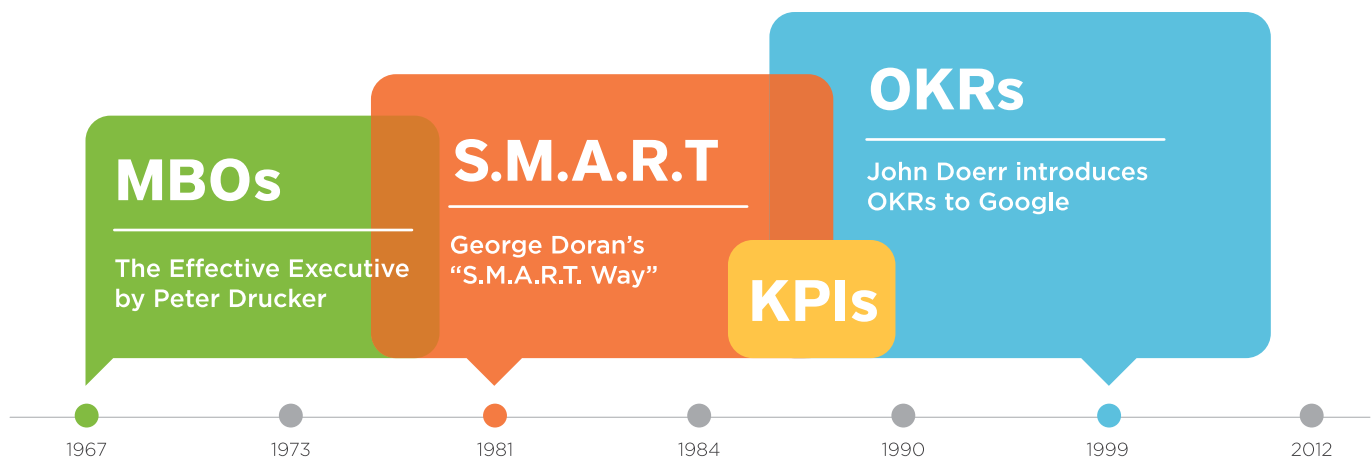 MBOs
The Effective Executive
by Peter Drucker
S.M.A.R.T
George Doran’s
“S.M.A.R.T. Way”
KPIs
OKRs
John Doerr introduces
OKRs to Google
1967
1973
1981
1984
1990
1999
2012